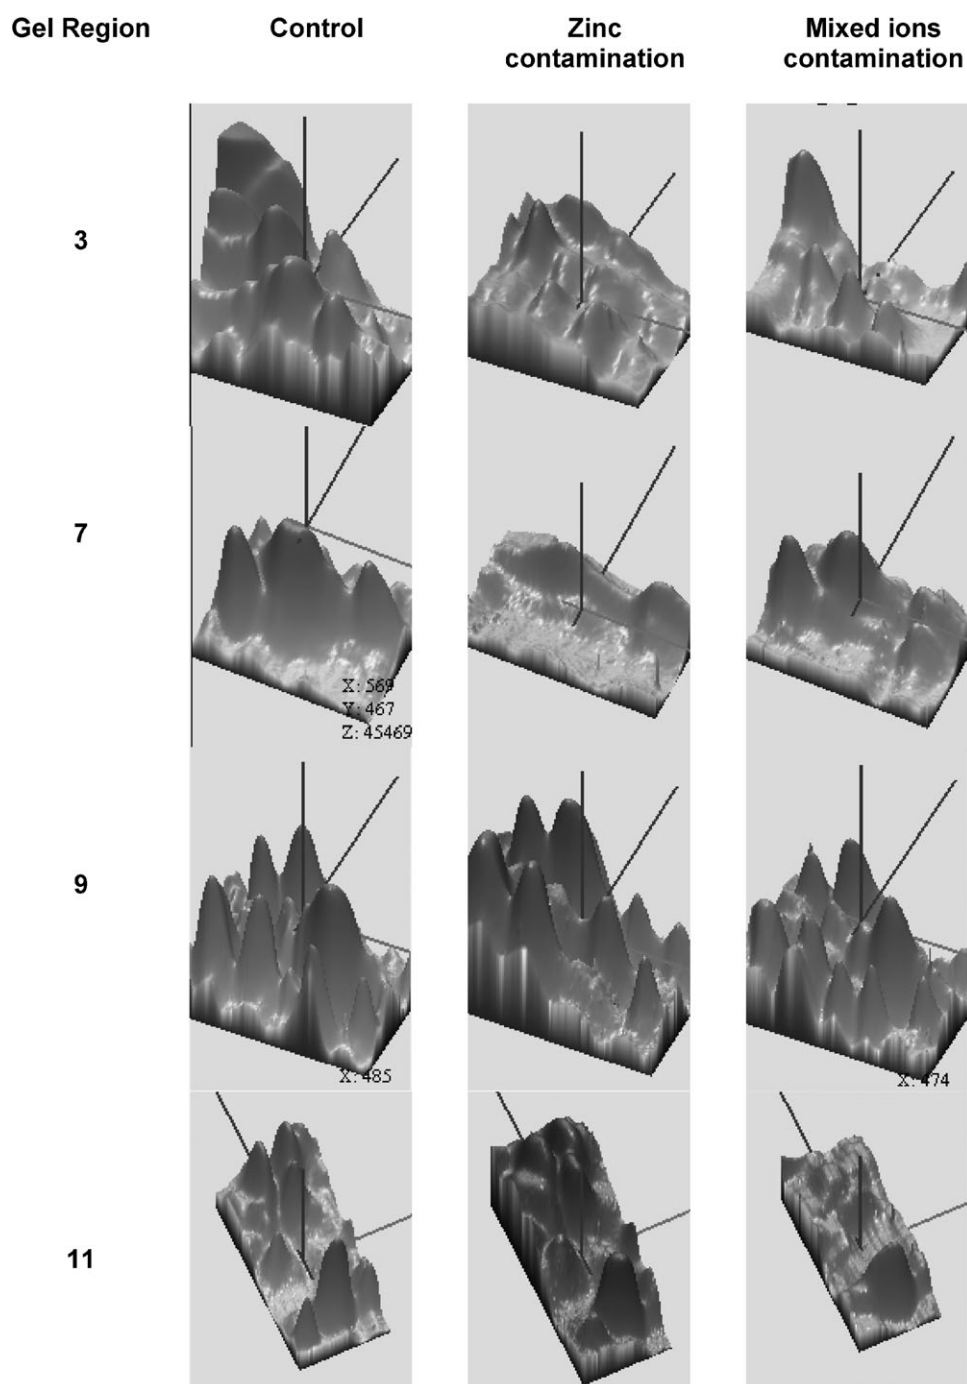 Gel Region
Control
Zinc
contamination
Mixed ions
contamination
3
7
X: 569
Y: 467
Z: 45469
9
X: 485
X: 474
11